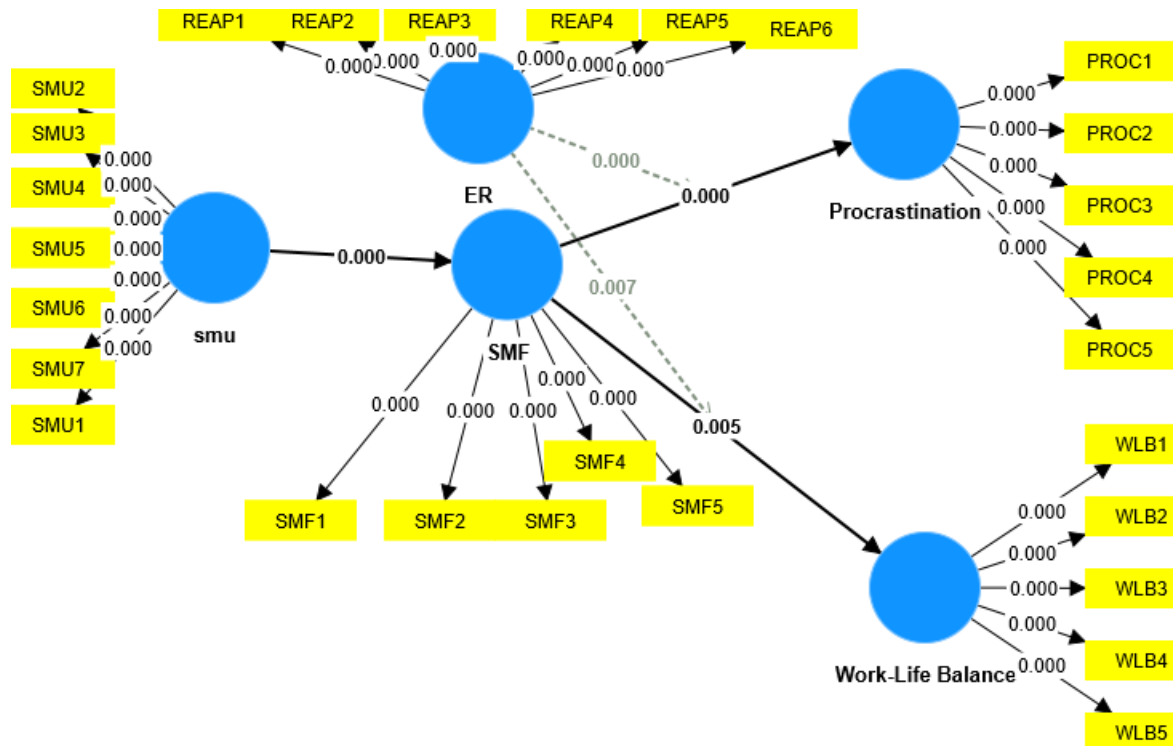 REAP1
REAP2
REAP3
REAP4
REAP5
REAP6
0.000
0.000
0.000
0.000
0.000
0.000
ER
SMU2
SMU3
SMU4
SMU5
SMU6
SMU7
SMU1
0.000
0.000
0.000
0.000
0.000
0.000
0.000
smu
0.000
SMF
0.000
0.000
0.007
0.005
0.000
0.000
0.000
0.000
0.000
SMF1
SMF2
SMF3
SMF4
SMF5
Procrastination
0.000
0.000
0.000
0.000
0.000
PROC1
PROC2
PROC3
PROC4
PROC5
Work-Life Balance
0.000
0.000
0.000
0.000
0.000
WLB1
WLB2
WLB3
WLB4
WLB5